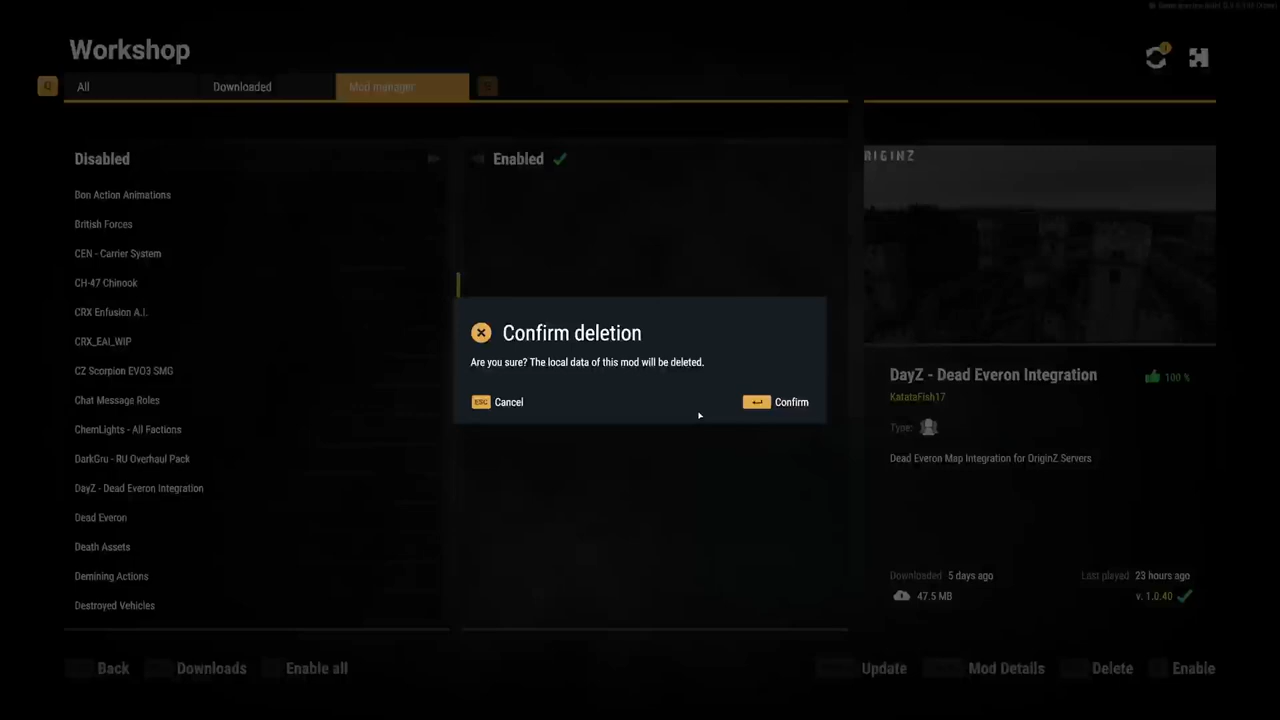 Workshop
All
Downloaded
Mod manager
Disabled
Enabled
Bon Action Animations
British Forces
CEN - Carrier System
CH-47 Chinook
CRX Enfusion A.I.
CRX_EAI_WIP
CZ Scorpion EVO3 SMG
Chat Message Roles
ChemLights - All Factions
DarkGru - RU Overhaul Pack
DayZ - Dead Everon Integration
Dead Everon
Death Assets
Demining Actions
Destroyed Vehicles
Confirm deletion
Are you sure? The local data of this mod will be deleted.
ESC Cancel
Confirm
RIGINZ
DayZ - Dead Everon Integration
100 %
KatataFish17
Type:
Dead Everon Map Integration for OriginZ Servers
Downloaded 5 days ago
Last played 23 hours ago
47.5 MB
v. 1.0.40
Back
Downloads
Enable all
Update
Mod Details
Delete
Enable